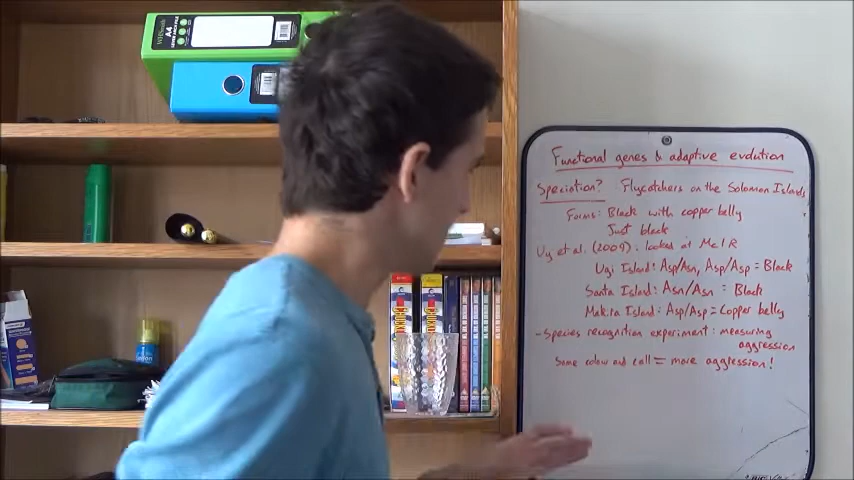 WHSmith
A4
Functional genes & adaptive evolution
Speciation? Flycatchers on the Solomon Islands
Forms: Black with copper belly
Just black
Uy et al. (2009): looked at Mc1R
Ugi Island: Asp/Asn, Asp/Asp = Black
Santa Island: Asn/Asn = Black
Makira Island: Asp/Asp = Copper belly
- Species recognition experiment: measuring
aggression
Same colour and call = more aggression!